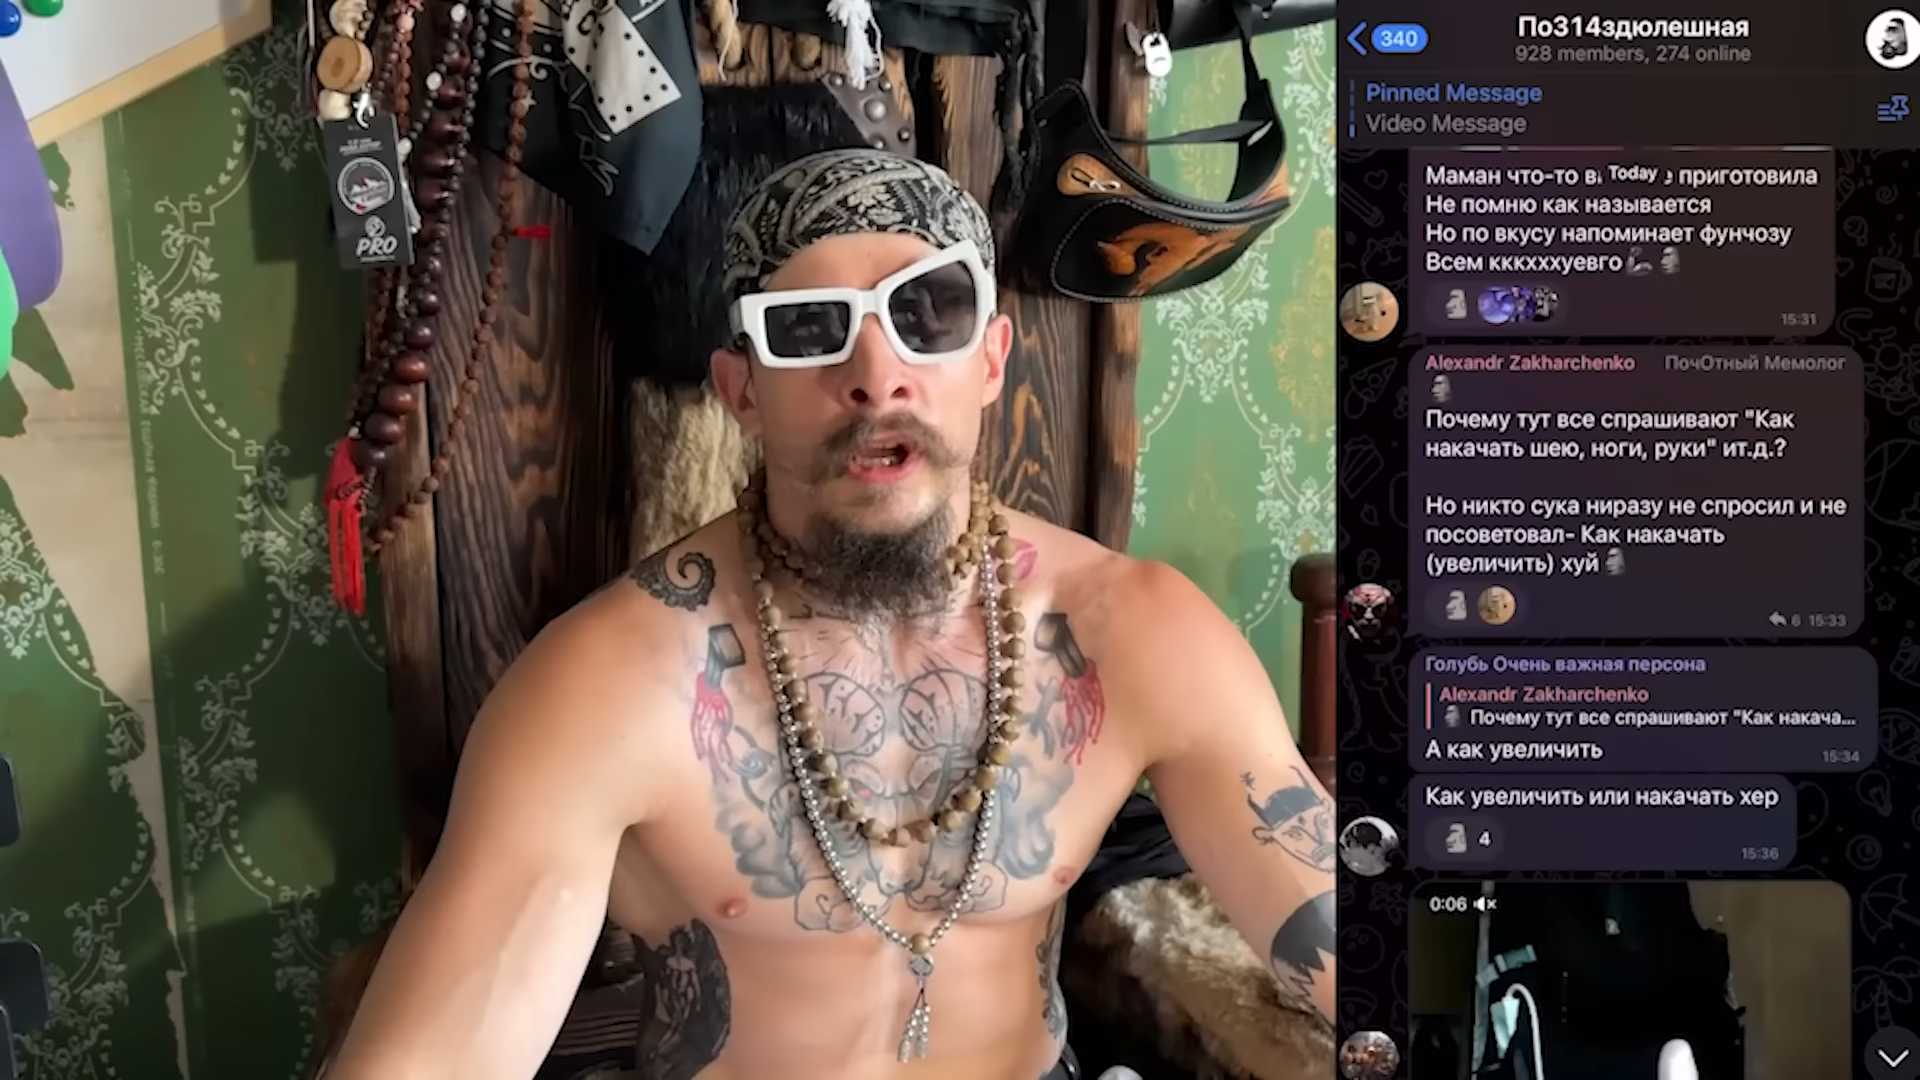 PRO
340
По314здюлешная
928 members, 274 online
Pinned Message
Video Message
Today
Маман что-то приготовила
Не помню как называется
Но по вкусу напоминает фунчозу
Всем кккхххуевго
15:31
Alexandr Zakharchenko ПочОтный Мемолог
Почему тут все спрашивают "Как
накачать шею, ноги, руки" ит.д.?
Но никто сука ниразу не спросил и не
посоветовал- Как накачать
(увеличить) хуй
6 15:33
Голубь Очень важная персона
Alexandr Zakharchenko
Почему тут все спрашивают "Как накача...
А как увеличить
15:34
Как увеличить или накачать хер
4
15:36
0:06